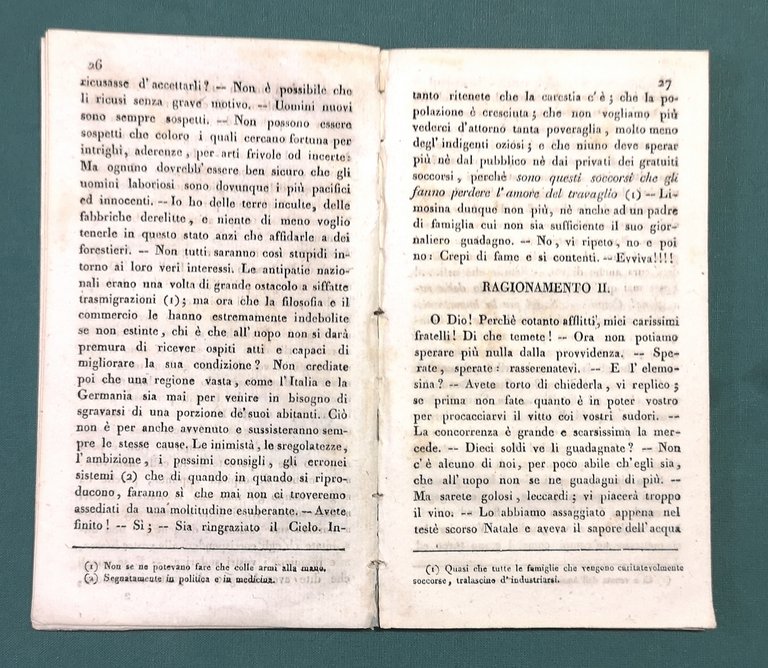 26
ricusasse d'accettarli? — Non è possibile che
li ricusi senza grave motivo. — Uomini nuovi
sono sempre sospetti. — Non possono essere
sospetti che coloro i quali cercano fortuna per
intrighi, aderenze, per arti frivole od incerte:
Ma ognuno dovrebb'essere ben sicuro che gli
uomini laboriosi sono dovunque i più pacifici
ed innocenti. — Io ho delle terre inculte, delle
fabbriche derelitte, e niente di meno voglio
tenerle in questo stato anzi che affidarle a dei
forestieri. — Non tutti saranno così stupidi in-
torno ai loro veri interessi. Le antipatie nazio-
nali erano una volta di grande ostacolo a siffatte
trasmigrazioni (1); ma ora che la filosofia e il
commercio le hanno estremamente indebolite
se non estinte, chi è che all'uopo non si darà
premura di ricever ospiti atti e capaci di
migliorare la sua condizione? Non crediate
poi che una regione vasta, come l'Italia e la
Germania sia mai per venire in bisogno di
sgravarsi di una porzione de'suoi abitanti. Ciò
non è per anche avvenuto e sussisteranno sem-
pre le stesse cause. Le inimistà, le sregolatezze,
l'ambizione, i pessimi consigli, gli erronei
sistemi (2) che di quando in quando si ripro-
ducono, faranno sì che mai non ci troveremo
assediati da una moltitudine esuberante. — Avete
finito! — Sì; — Sia ringraziato il Cielo. In-
(1) Non se ne potevano fare che colle armi alla mano.
(2) Segnatamente in politica e in medicina.
27
tanto ritenete che la carestia c'è; che la po-
polazione è cresciuta; che non vogliamo più
vederci d'attorno tanta poveraglia, molto meno
degl'indigenti oziosi; e che niuno deve sperar
più nè dal pubblico nè dai privati dei gratuiti
soccorsi, perchè sono questi soccorsi che gli
fanno perdere l'amore del travaglio (1) — Li-
mosina dunque non più, nè anche ad un padre
di famiglia cui non sia sufficiente il suo gior-
naliero guadagno. — No, vi ripeto, no e poi
no: Crepi di fame e si contenti. — Evviva!!!!
RAGIONAMENTO II.
O Dio! Perchè cotanto afflitti, miei carissimi
fratelli! Di che temete! — Ora non potiamo
sperare più nulla dalla provvidenza. — Spe-
rate, sperate: rasserenatevi. — E l'elemo-
sina? — Avete torto di chiederla, vi replico;
se prima non fate quanto è in poter vostro
per procacciarvi il vitto coi vostri sudori. —
La concorrenza è grande e scarsissima la mer-
cede. — Dieci soldi ve li guadagnate? — Non
c'è alcuno di noi, per poco abile ch'egli sia,
che all'uopo non se ne guadagni di più. —
Ma sarete golosi, leccardi; vi piacerà troppo
il vino. — Lo abbiamo assaggiato appena nel
testè scorso Natale e aveva il sapore dell'acqua
(1) Quasi che tutte le famiglie che vengono caritatevolmente
soccorse, tralascino d'industriarsi.